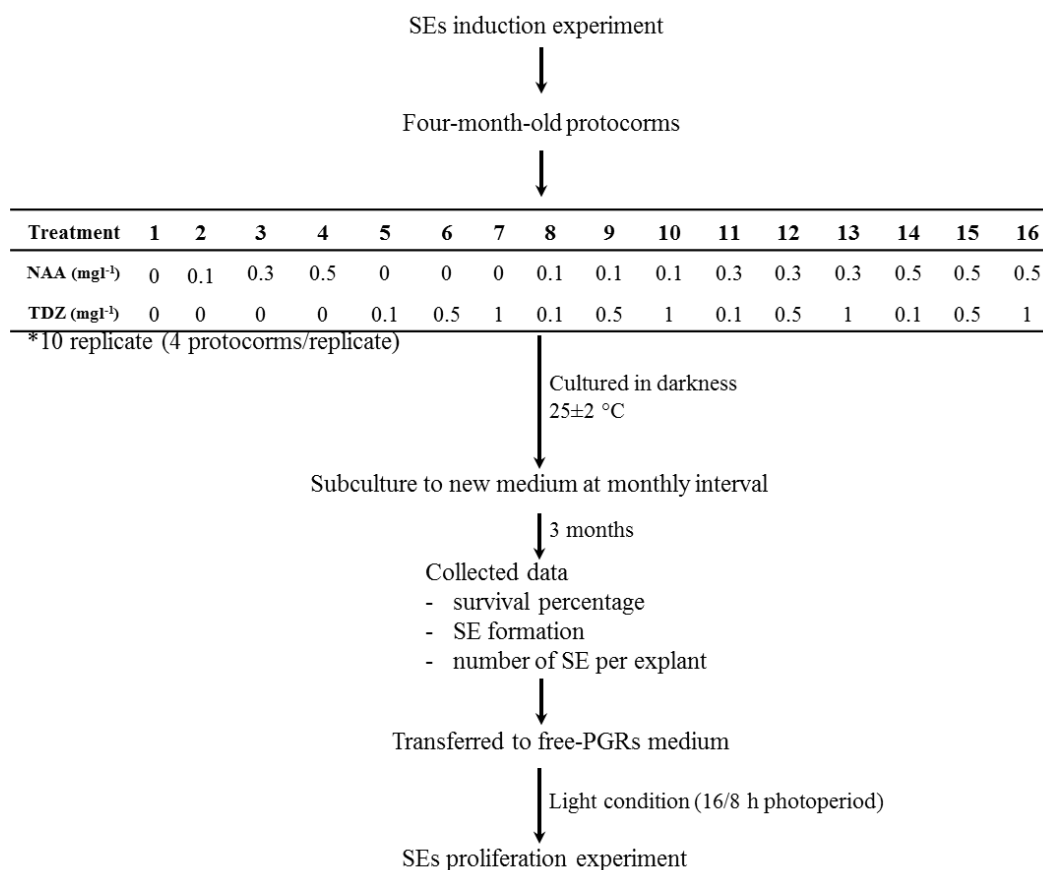 SEs induction experiment
Four-month-old protocorms
Treatment 1 2 3 4 5 6 7 8 9 10 11 12 13 14 15 16
NAA (mgl⁻¹) 0 0.1 0.3 0.5 0 0 0 0.1 0.1 0.1 0.3 0.3 0.3 0.5 0.5 0.5
TDZ (mgl⁻¹) 0 0 0 0 0.1 0.5 1 0.1 0.5 1 0.1 0.5 1 0.1 0.5 1
*10 replicate (4 protocorms/replicate)
Cultured in darkness
25±2 °C
Subculture to new medium at monthly interval
3 months
Collected data
- survival percentage
- SE formation
- number of SE per explant
Transferred to free-PGRs medium
Light condition (16/8 h photoperiod)
SEs proliferation experiment